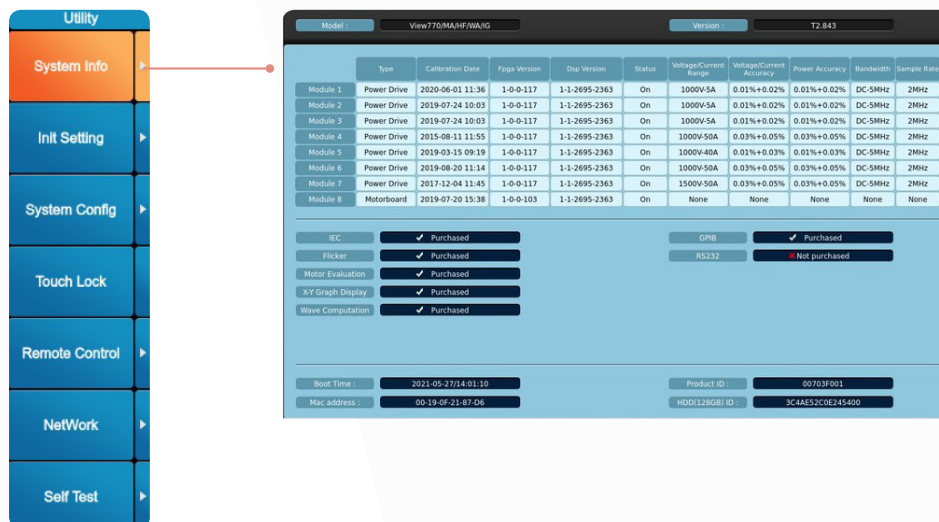 Utility
System Info
Init Setting
System Config
Touch Lock
Remote Control
NetWork
Self Test
Model : View770/MA/HF/WA/IG Version : T2.843
Type Calibration Date Fpga Version Dsp Version Status Voltage/Current Range Voltage/Current Accuracy Power Accuracy Bandwidth Sample Rate
Module 1 Power Drive 2020-06-01 11:36 1-0-0-117 1-1-2695-2363 On 1000V-5A 0.01%+0.02% 0.01%+0.02% DC-5MHz 2MHz
Module 2 Power Drive 2019-07-24 10:03 1-0-0-117 1-1-2695-2363 On 1000V-5A 0.01%+0.02% 0.01%+0.02% DC-5MHz 2MHz
Module 3 Power Drive 2019-07-24 10:03 1-0-0-117 1-1-2695-2363 On 1000V-5A 0.01%+0.02% 0.01%+0.02% DC-5MHz 2MHz
Module 4 Power Drive 2015-08-11 11:55 1-0-0-117 1-1-2695-2363 On 1000V-50A 0.03%+0.05% 0.03%+0.05% DC-5MHz 2MHz
Module 5 Power Drive 2019-03-15 09:19 1-0-0-117 1-1-2695-2363 On 1000V-40A 0.01%+0.03% 0.01%+0.03% DC-5MHz 2MHz
Module 6 Power Drive 2019-08-20 11:14 1-0-0-117 1-1-2695-2363 On 1000V-50A 0.03%+0.05% 0.03%+0.05% DC-5MHz 2MHz
Module 7 Power Drive 2017-12-04 11:45 1-0-0-117 1-1-2695-2363 On 1500V-50A 0.03%+0.05% 0.03%+0.05% DC-5MHz 2MHz
Module 8 Motorboard 2019-07-20 15:38 1-0-0-103 1-1-2695-2363 On None None None None None
IEC ✔ Purchased GPIB ✔ Purchased
Flicker ✔ Purchased RS232 ✖ Not purchased
Motor Evaluation ✔ Purchased
X-Y Graph Display ✔ Purchased
Wave Computation ✔ Purchased
Boot Time : 2021-05-27/14:01:10 Product ID : 00703F001
Mac address : 00-19-0F-21-87-D6 HDD(128GB) ID : 3C4AE52C0E245400